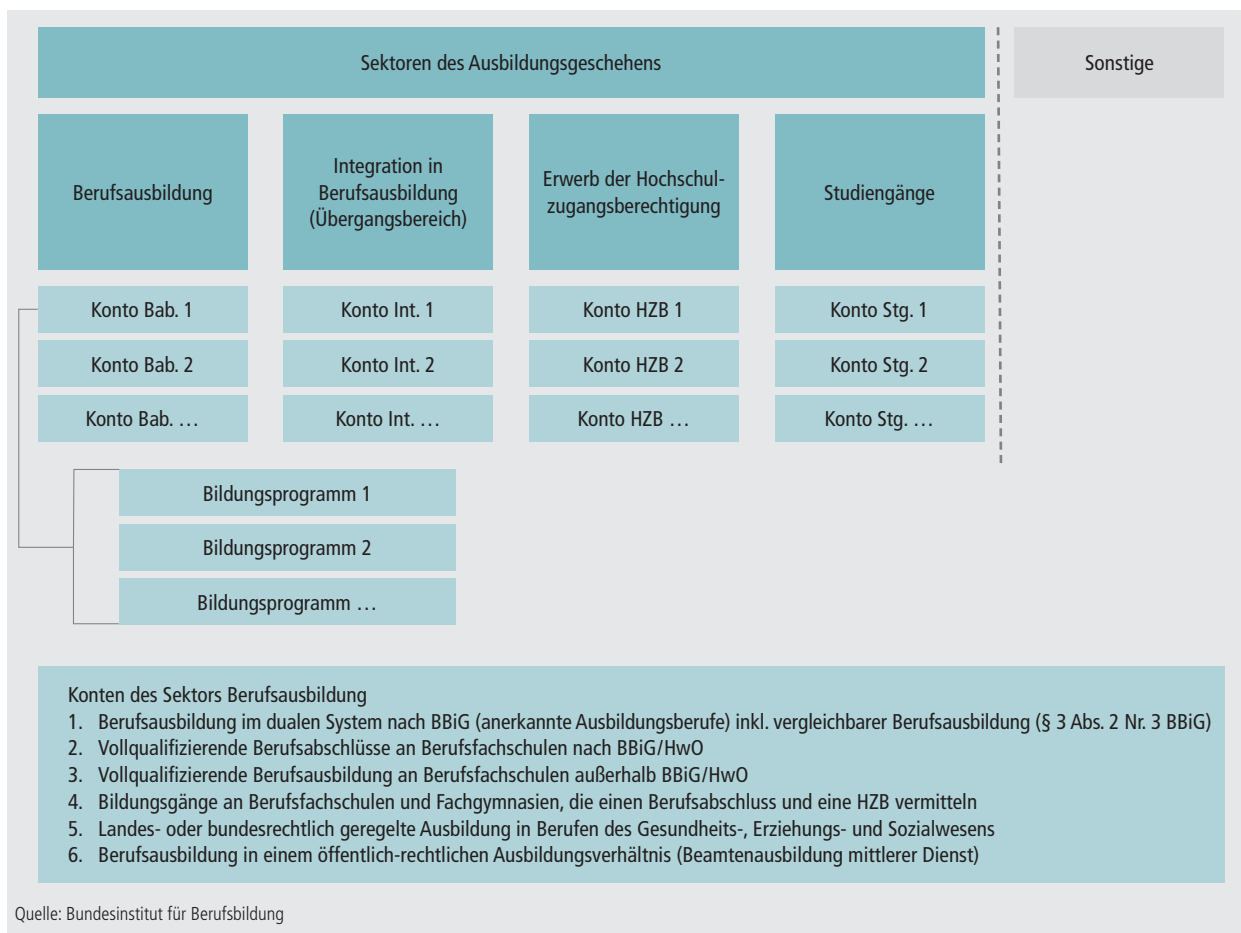 Sektoren des Ausbildungsgeschehens
Sonstige
Berufsausbildung
Integration in
Berufsausbildung
(Übergangsbereich)
Erwerb der Hochschul-
zugangsberechtigung
Studiengänge
Konto Bab. 1
Konto Int. 1
Konto HZB 1
Konto Stg. 1
Konto Bab. 2
Konto Int. 2
Konto HZB 2
Konto Stg. 2
Konto Bab. …
Konto Int. …
Konto HZB …
Konto Stg. …
Bildungsprogramm 1
Bildungsprogramm 2
Bildungsprogramm …
Konten des Sektors Berufsausbildung
1. Berufsausbildung im dualen System nach BBiG (anerkannte Ausbildungsberufe) inkl. vergleichbarer Berufsausbildung (§ 3 Abs. 2 Nr. 3 BBiG)
2. Vollqualifizierende Berufsabschlüsse an Berufsfachschulen nach BBiG/HwO
3. Vollqualifizierende Berufsausbildung an Berufsfachschulen außerhalb BBiG/HwO
4. Bildungsgänge an Berufsfachschulen und Fachgymnasien, die einen Berufsabschluss und eine HZB vermitteln
5. Landes- oder bundesrechtlich geregelte Ausbildung in Berufen des Gesundheits-, Erziehungs- und Sozialwesens
6. Berufsausbildung in einem öffentlich-rechtlichen Ausbildungsverhältnis (Beamtenausbildung mittlerer Dienst)
Quelle: Bundesinstitut für Berufsbildung